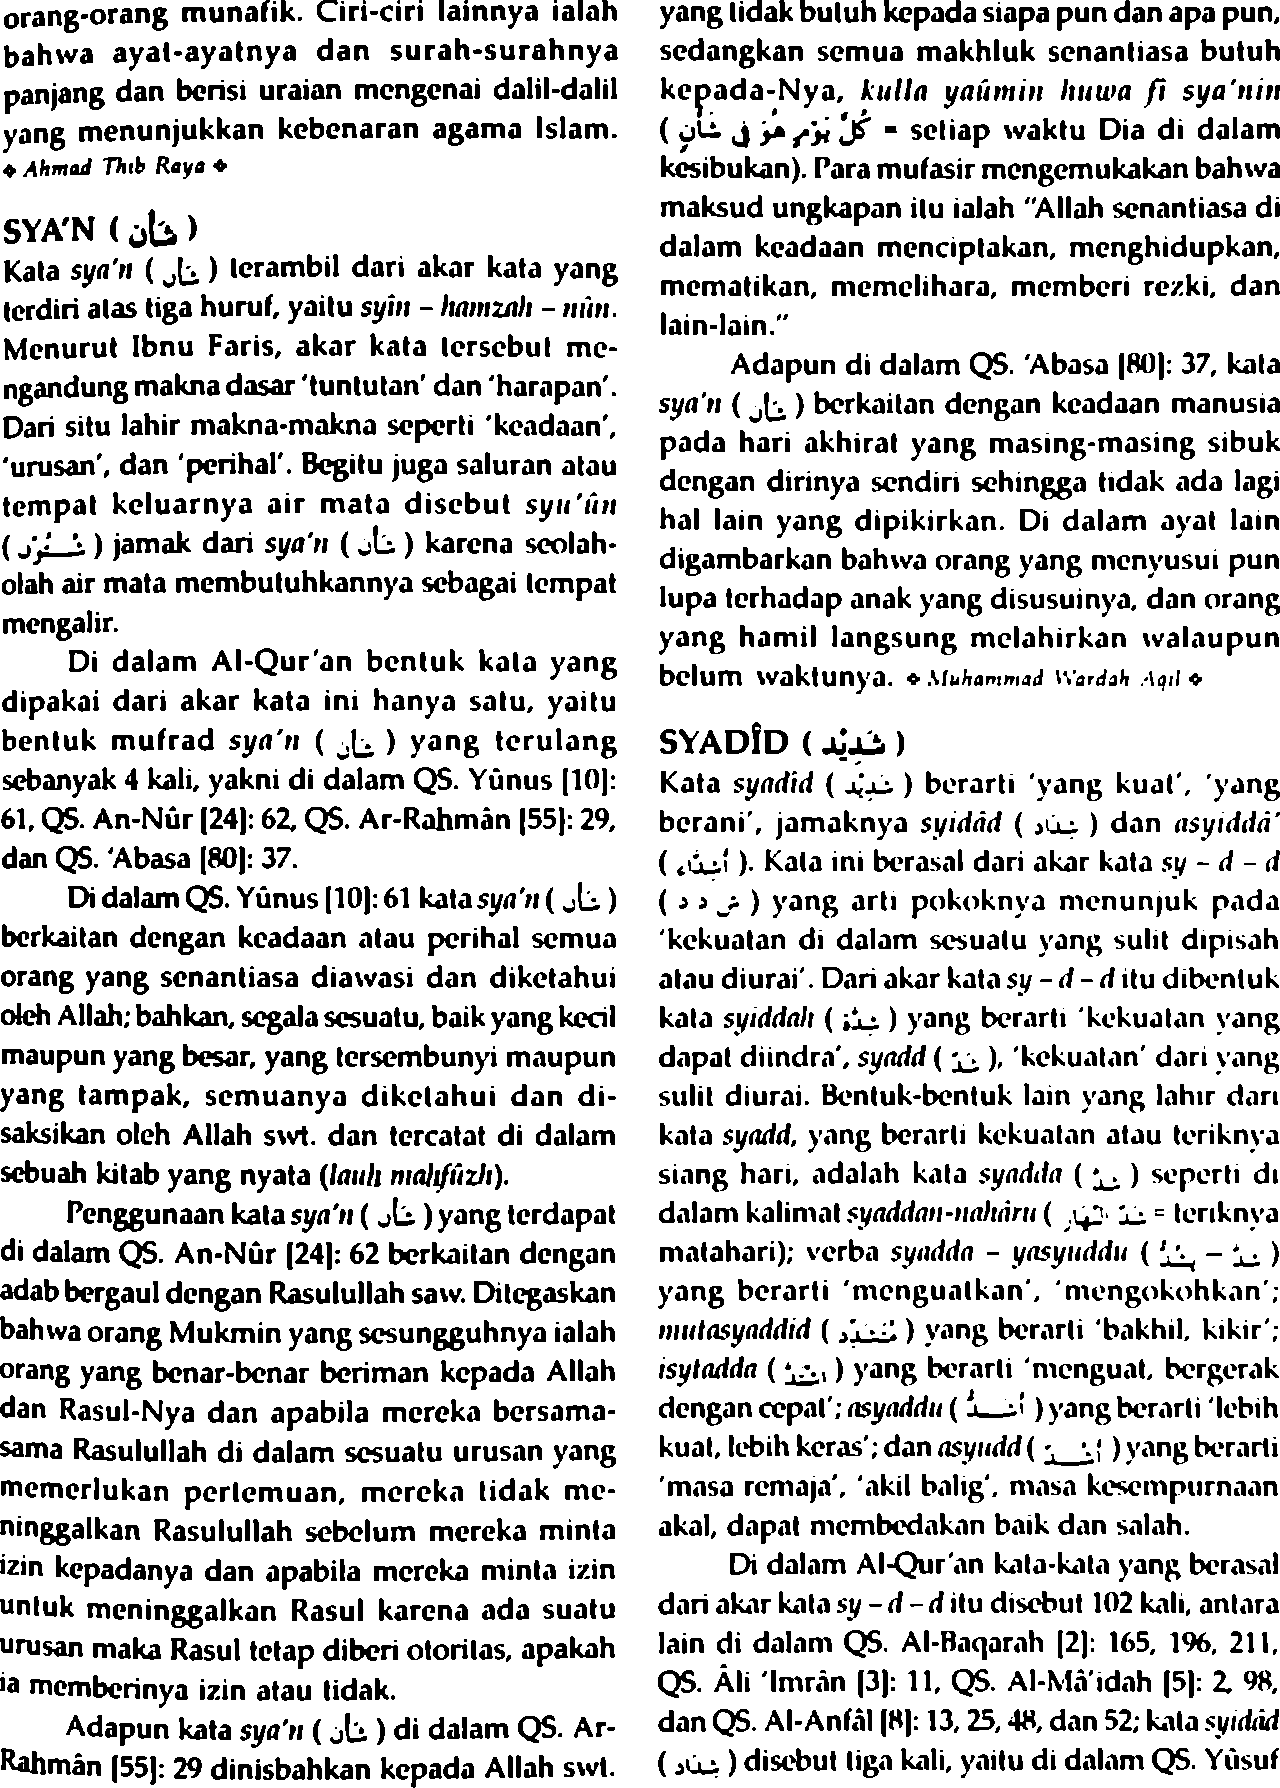 orang-orang munafik. Ciri-ciri lainnya ialah
bahwa ayat-ayatnya dan surah-surahnya
panjang dan berisi uraian mengenai dalil-dalil
yang menunjukkan kebenaran agama Islam.
❖ Ahmad Thib Raya ❖
SYA'N ( شَأْن )
Kata sya'n ( شَأْن ) terambil dari akar kata yang
terdiri atas tiga huruf, yaitu syîn – hamzah – nûn.
Menurut Ibnu Faris, akar kata tersebut me-
ngandung makna dasar 'tuntutan' dan 'harapan'.
Dari situ lahir makna-makna seperti 'keadaan',
'urusan', dan 'perihal'. Begitu juga saluran atau
tempat keluarnya air mata disebut syu'ûn
( شُـئُوْن ) jamak dari sya'n ( شَأْن ) karena seolah-
olah air mata membutuhkannya sebagai tempat
mengalir.
Di dalam Al-Qur'an bentuk kata yang
dipakai dari akar kata ini hanya satu, yaitu
bentuk mufrad sya'n ( شَأْن ) yang terulang
sebanyak 4 kali, yakni di dalam QS. Yûnus [10]:
61, QS. An-Nûr [24]: 62, QS. Ar-Rahmân [55]: 29,
dan QS. 'Abasa [80]: 37.
Di dalam QS. Yûnus [10]: 61 kata sya'n ( شَأْن )
berkaitan dengan keadaan atau perihal semua
orang yang senantiasa diawasi dan diketahui
oleh Allah; bahkan, segala sesuatu, baik yang kecil
maupun yang besar, yang tersembunyi maupun
yang tampak, semuanya diketahui dan di-
saksikan oleh Allah swt. dan tercatat di dalam
sebuah kitab yang nyata (lauh mahfûzh).
Penggunaan kata sya'n ( شَأْن ) yang terdapat
di dalam QS. An-Nûr [24]: 62 berkaitan dengan
adab bergaul dengan Rasulullah saw. Ditegaskan
bahwa orang Mukmin yang sesungguhnya ialah
orang yang benar-benar beriman kepada Allah
dan Rasul-Nya dan apabila mereka bersama-
sama Rasulullah di dalam sesuatu urusan yang
memerlukan pertemuan, mereka tidak me-
ninggalkan Rasulullah sebelum mereka minta
izin kepadanya dan apabila mereka minta izin
untuk meninggalkan Rasul karena ada suatu
urusan maka Rasul tetap diberi otoritas, apakah
ia memberinya izin atau tidak.
Adapun kata sya'n ( شَأْن ) di dalam QS. Ar-
Rahmân [55]: 29 dinisbahkan kepada Allah swt.
yang tidak butuh kepada siapa pun dan apa pun,
sedangkan semua makhluk senantiasa butuh
kepada-Nya, kulla yaûmin huwa fî sya'nin
( كُلَّ يَوْمٍ هُوَ فِى شَأْنٍ = setiap waktu Dia di dalam
kesibukan). Para mufasir mengemukakan bahwa
maksud ungkapan itu ialah "Allah senantiasa di
dalam keadaan menciptakan, menghidupkan,
mematikan, memelihara, memberi rezki, dan
lain-lain."
Adapun di dalam QS. 'Abasa [80]: 37, kata
sya'n ( شَأْن ) berkaitan dengan keadaan manusia
pada hari akhirat yang masing-masing sibuk
dengan dirinya sendiri sehingga tidak ada lagi
hal lain yang dipikirkan. Di dalam ayat lain
digambarkan bahwa orang yang menyusui pun
lupa terhadap anak yang disusuinya, dan orang
yang hamil langsung melahirkan walaupun
belum waktunya. ❖ Muhammad Wardah Aqil ❖
SYADÎD ( شَدِيْد )
Kata syadîd ( شَدِيْد ) berarti 'yang kuat', 'yang
berani', jamaknya syidâd ( شِدَاد ) dan asyiddâ'
( أَشِدَّاء ). Kata ini berasal dari akar kata sy – d – d
( ش د د ) yang arti pokoknya menunjuk pada
'kekuatan di dalam sesuatu yang sulit dipisah
atau diurai'. Dari akar kata sy – d – d itu dibentuk
kata syiddah ( شِدَّة ) yang berarti 'kekuatan yang
dapat diindra', syadd ( شَدّ ), 'kekuatan' dari yang
sulit diurai. Bentuk-bentuk lain yang lahir dari
kata syadd, yang berarti kekuatan atau teriknya
siang hari, adalah kata syadda ( شَدَّ ) seperti di
dalam kalimat syaddan-nahâru ( شَدَّ النَّهَارُ = teriknya
matahari); verba syadda – yasyuddu ( شَدَّ – يَشُدُّ )
yang berarti 'menguatkan', 'mengokohkan';
mutasyaddid ( مُتَشَدِّد ) yang berarti 'bakhil, kikir';
isytadda ( اِشْتَدَّ ) yang berarti 'menguat, bergerak
dengan cepat'; asyaddu ( أَشَـدُّ ) yang berarti 'lebih
kuat, lebih keras'; dan asyudd ( أَشُـدّ ) yang berarti
'masa remaja', 'akil balig', masa kesempurnaan
akal, dapat membedakan baik dan salah.
Di dalam Al-Qur'an kata-kata yang berasal
dari akar kata sy – d – d itu disebut 102 kali, antara
lain di dalam QS. Al-Baqarah [2]: 165, 196, 211,
QS. Âli 'Imrân [3]: 11, QS. Al-Mâ'idah [5]: 2, 98,
dan QS. Al-Anfâl [8]: 13, 25, 48, dan 52; kata syidâd
( شِدَاد ) disebut tiga kali, yaitu di dalam QS. Yûsuf